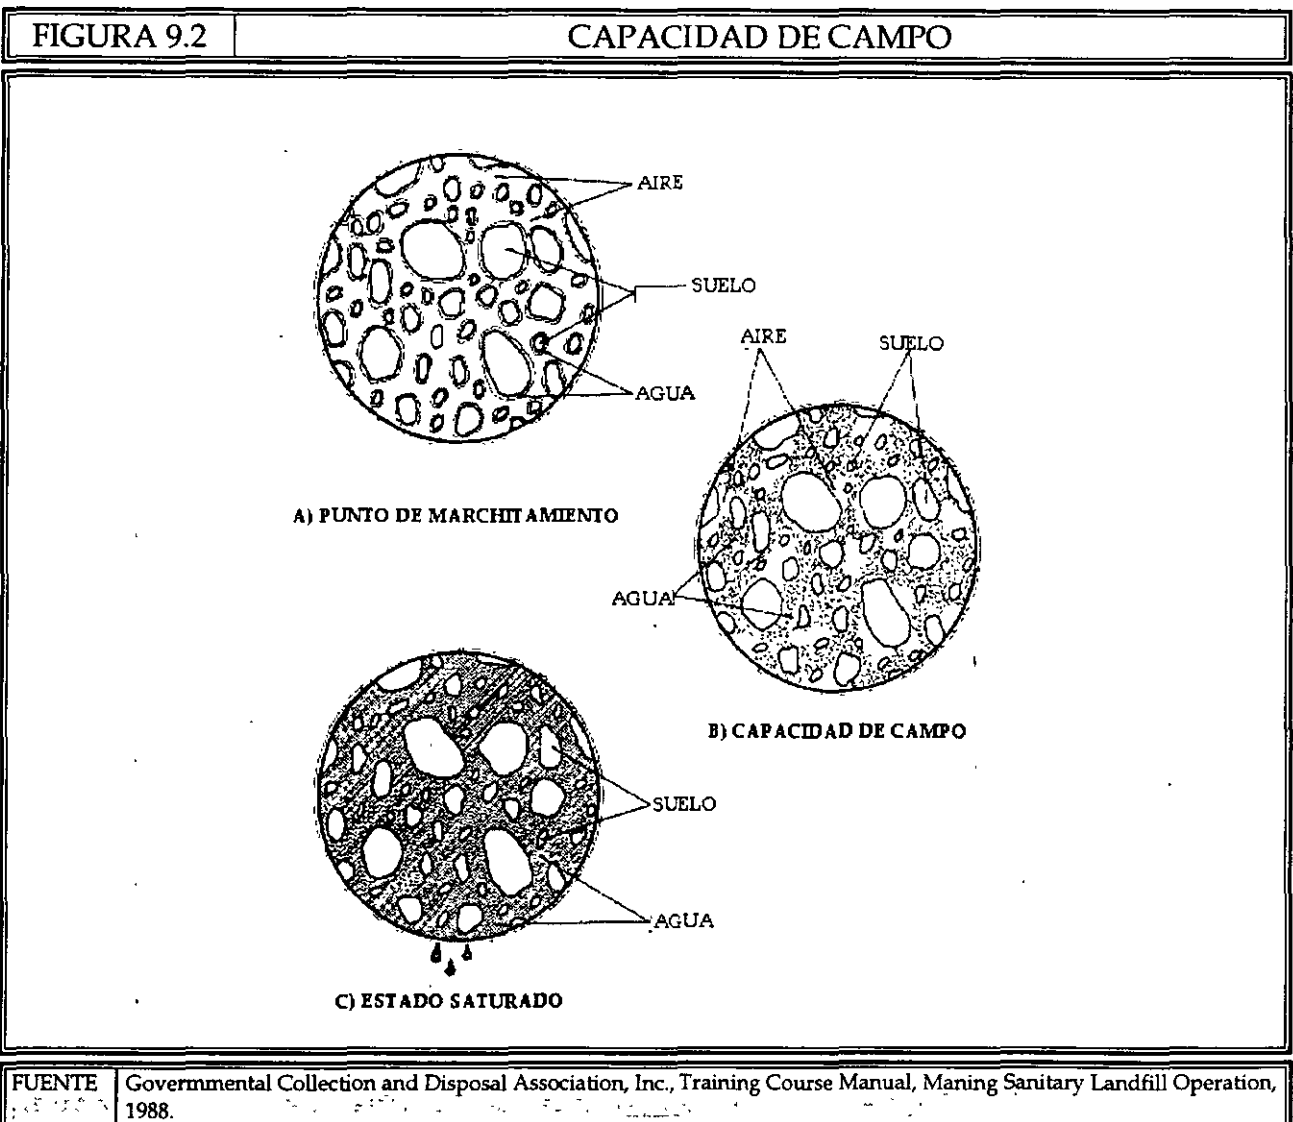 FIGURA 9.2
CAPACIDAD DE CAMPO
AIRE
SUELO
AGUA
A) PUNTO DE MARCHITAMIENTO
AIRE
SUELO
AGUA
B) CAPACIDAD DE CAMPO
SUELO
AGUA
C) ESTADO SATURADO
FUENTE
Govermmental Collection and Disposal Association, Inc., Training Course Manual, Maning Sanitary Landfill Operation,
1988.